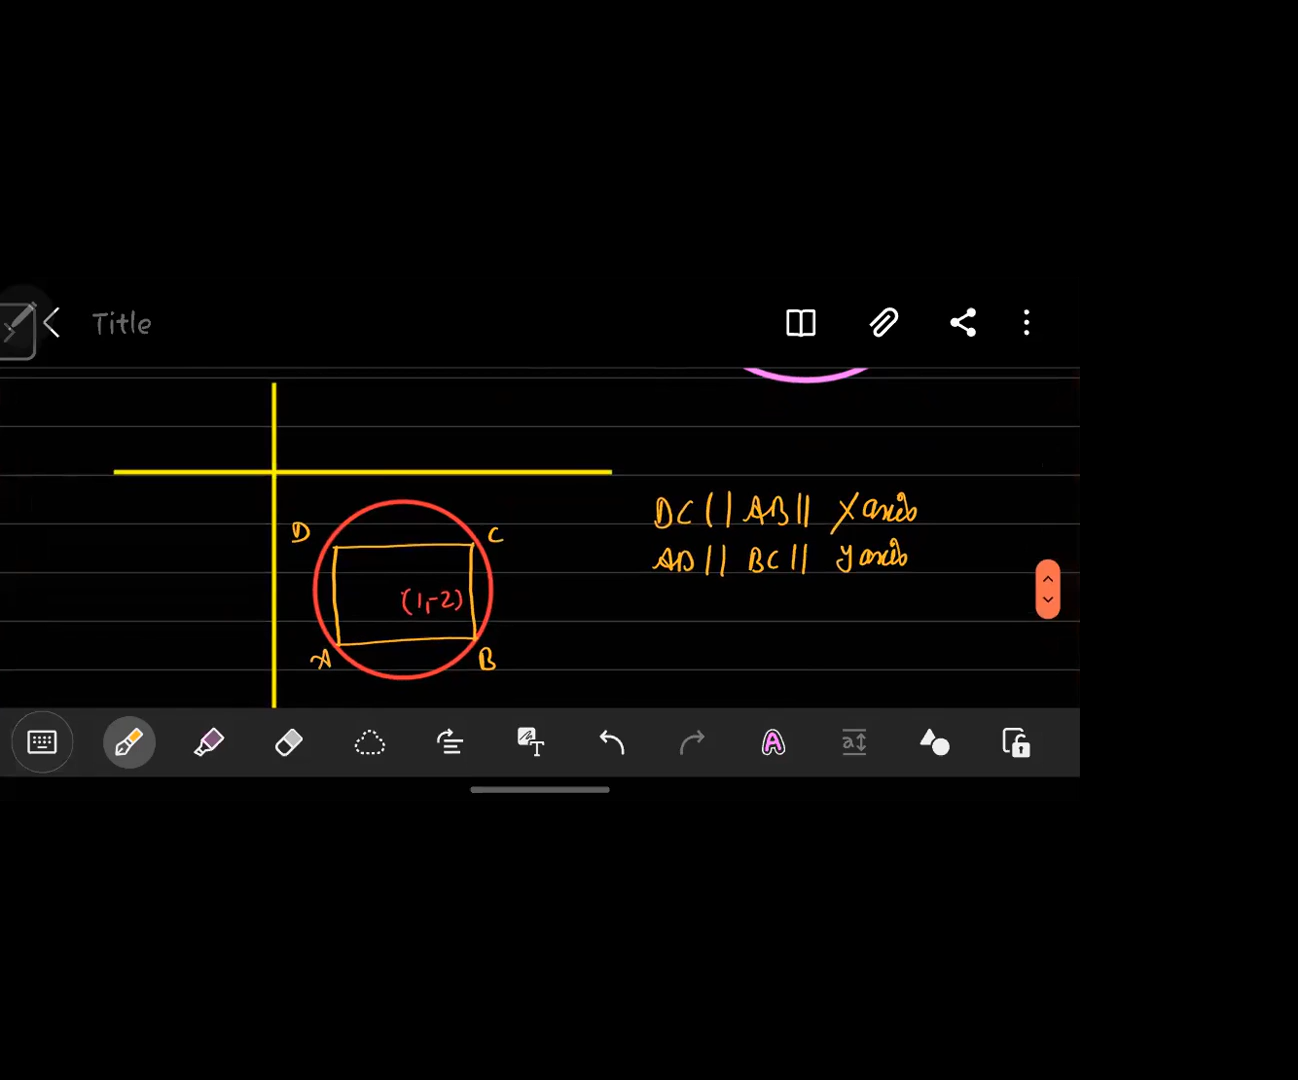 Title
D
C
DC || AB || X axis
AD || BC || y axis
(1,-2)
A
B
T
A
a